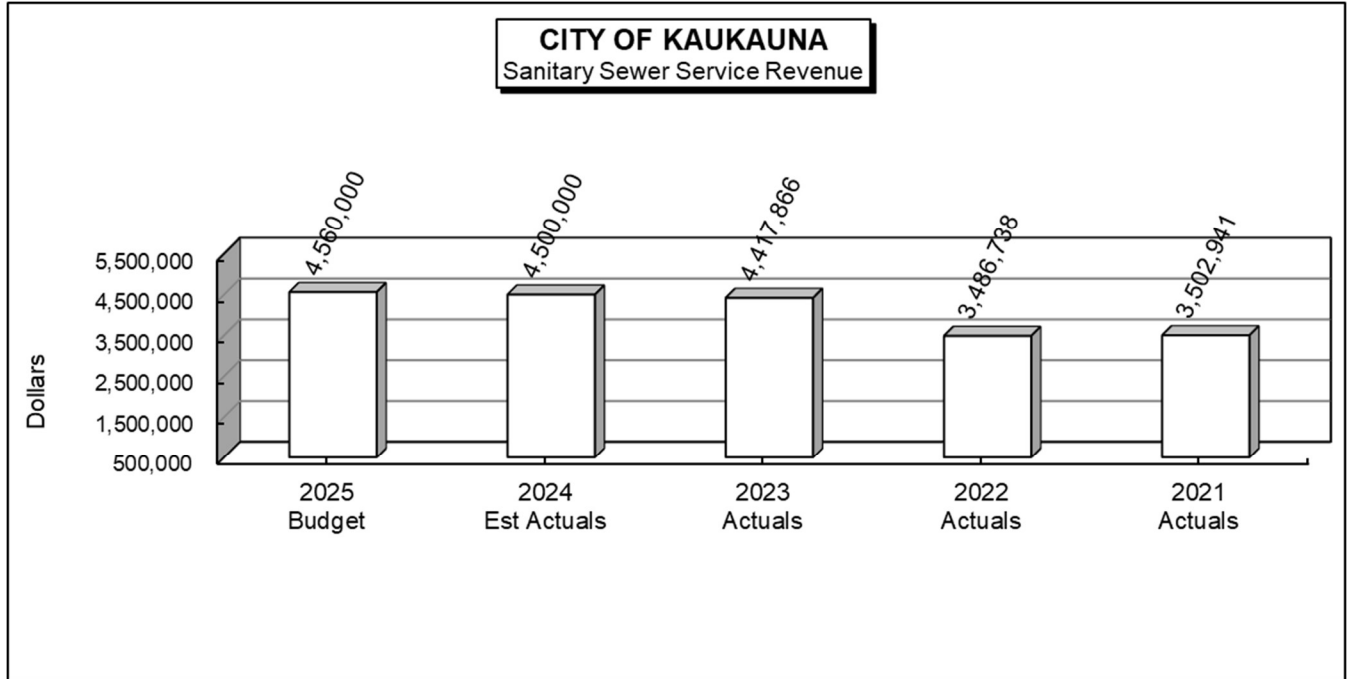 CITY OF KAUKAUNA
Sanitary Sewer Service Revenue
4,560,000
4,500,000
4,417,866
3,486,738
3,502,941
5,500,000
4,500,000
3,500,000
2,500,000
1,500,000
500,000
Dollars
2025
Budget
2024
Est Actuals
2023
Actuals
2022
Actuals
2021
Actuals